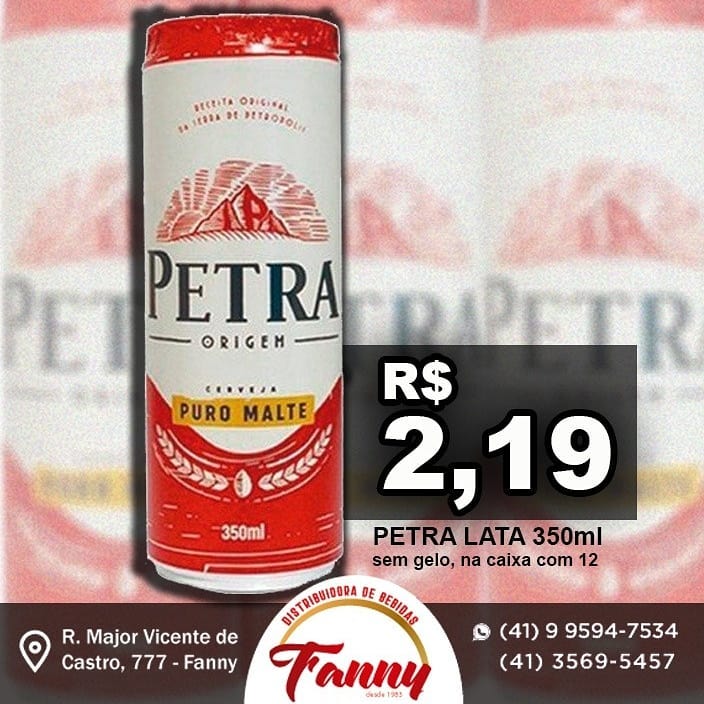 RECEITA ORIGINAL
DA SERRA DE PETRÓPOLIS
PETRA
ORIGEM
CERVEJA
PURO MALTE
350ml
R$
2,19
PETRA LATA 350ml
sem gelo, na caixa com 12
R. Major Vicente de
Castro, 777 - Fanny
DISTRIBUIDORA DE BEBIDAS
Fanny
desde 1983
(41) 9 9594-7534
(41) 3569-5457